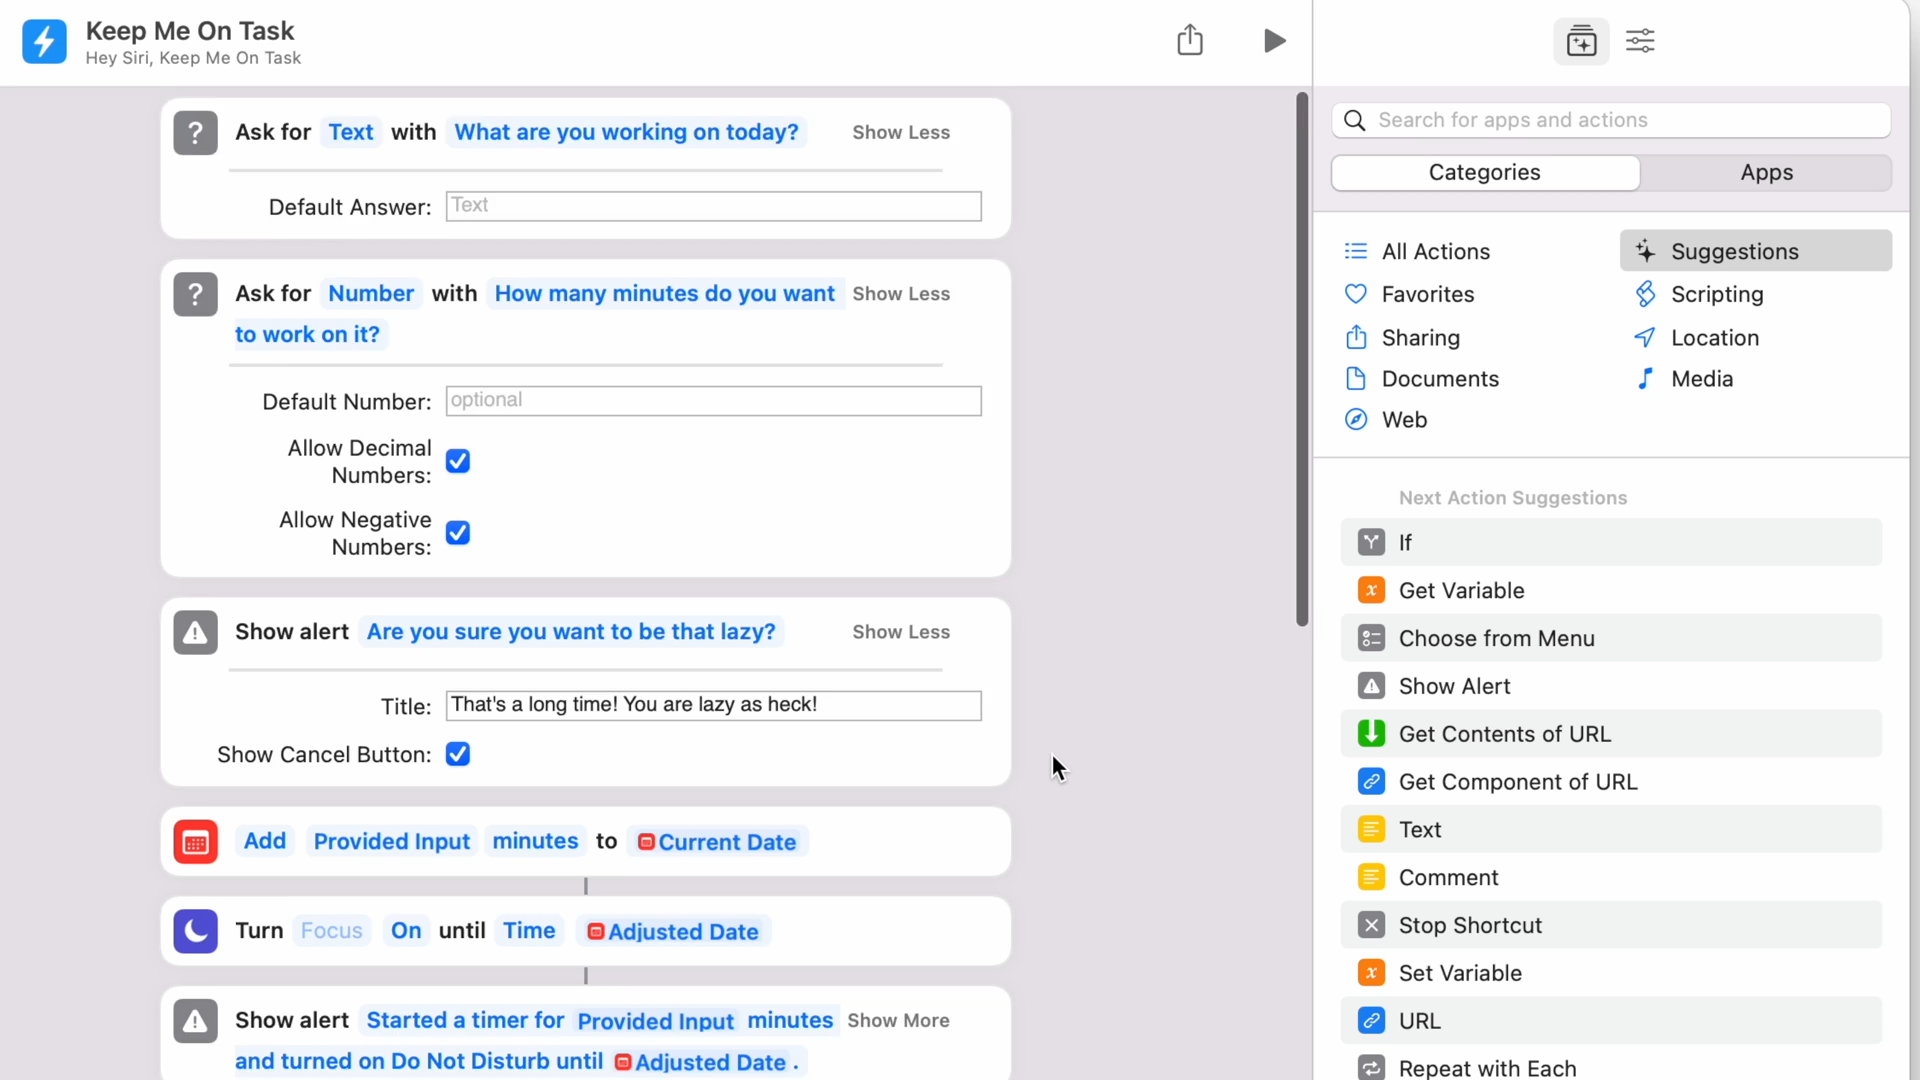 Keep Me On Task
Hey Siri, Keep Me On Task
Ask for Text with What are you working on today? Show Less
Default Answer: Text
Ask for Number with How many minutes do you want Show Less
to work on it?
Default Number: optional
Allow Decimal
Numbers:
Allow Negative
Numbers:
Show alert Are you sure you want to be that lazy? Show Less
Title: That's a long time! You are lazy as heck!
Show Cancel Button:
Add Provided Input minutes to Current Date
Turn Focus On until Time Adjusted Date
Show alert Started a timer for Provided Input minutes Show More
and turned on Do Not Disturb until Adjusted Date .
Search for apps and actions
Categories Apps
All Actions Suggestions
Favorites Scripting
Sharing Location
Documents Media
Web
Next Action Suggestions
If
Get Variable
Choose from Menu
Show Alert
Get Contents of URL
Get Component of URL
Text
Comment
Stop Shortcut
Set Variable
URL
Repeat with Each